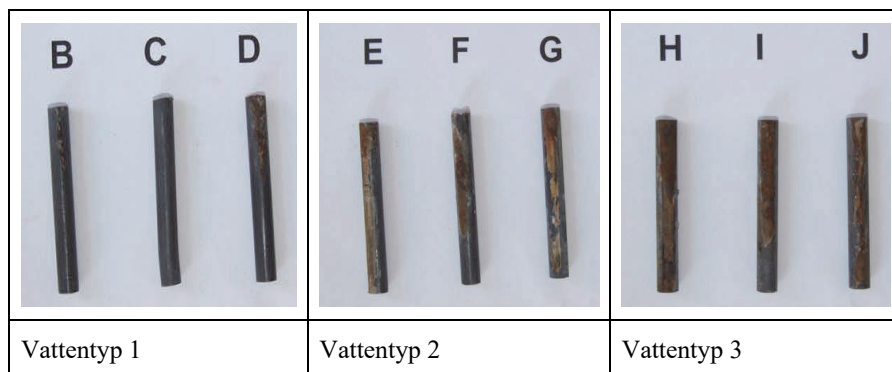 B C D
E F G
H I J
Vattentyp 1
Vattentyp 2
Vattentyp 3